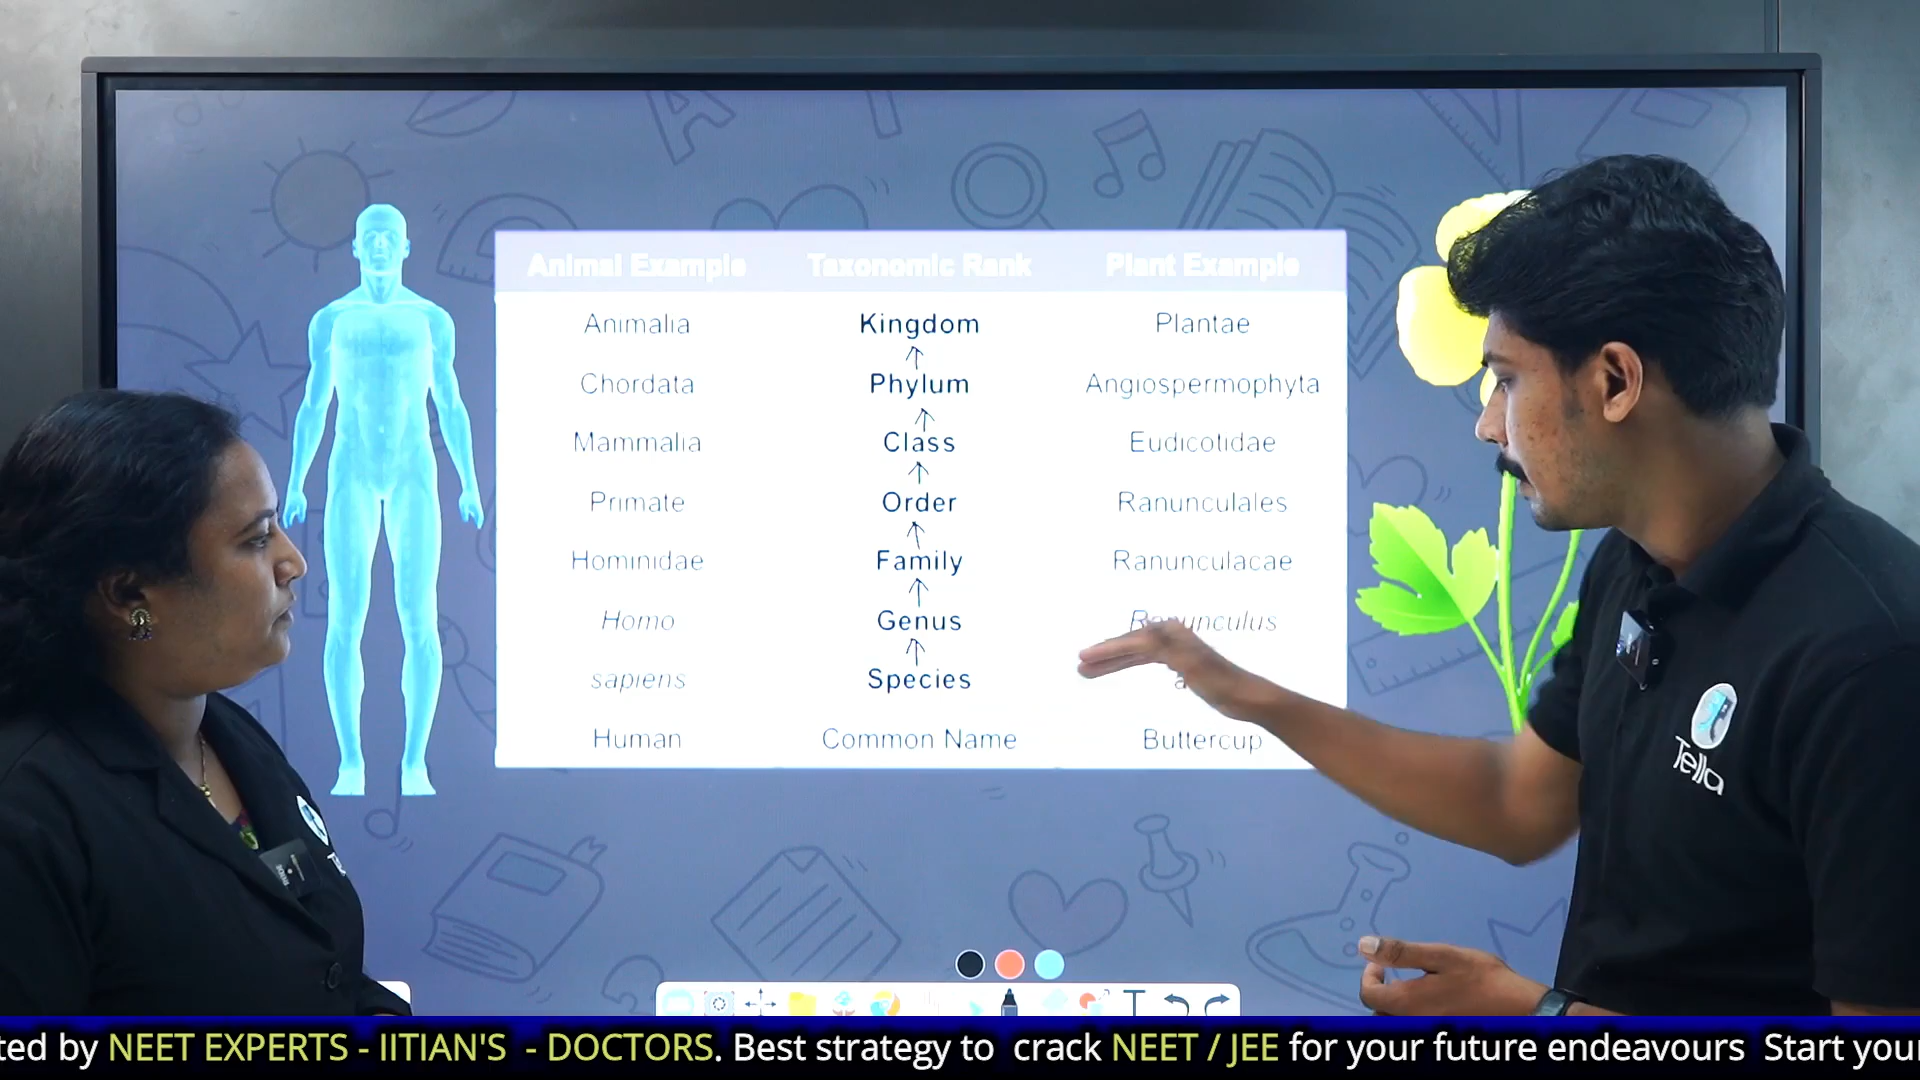 Animal Example Taxonomic Rank Plant Example
Animalia Kingdom Plantae
Chordata Phylum Angiospermophyta
Mammalia Class Eudicotidae
Primate Order Ranunculales
Hominidae Family Ranunculacae
Homo Genus Ranunculus
sapiens Species
Human Common Name Buttercup
T
Tella
ted by NEET EXPERTS - IITIAN'S - DOCTORS. Best strategy to crack NEET / JEE for your future endeavours Start your